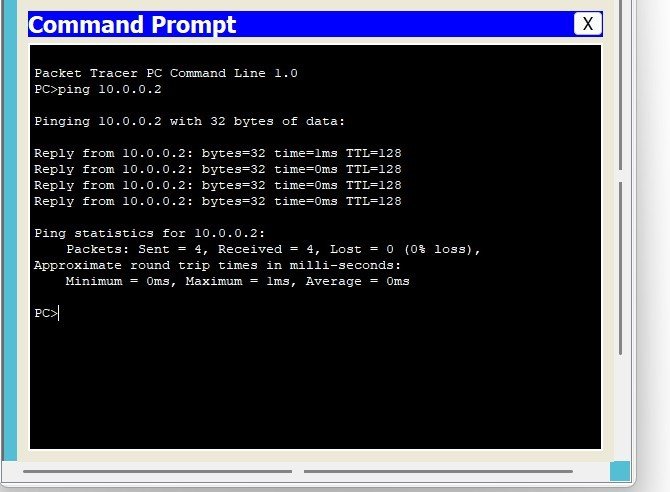 Command Prompt
X
Packet Tracer PC Command Line 1.0
PC>ping 10.0.0.2
Pinging 10.0.0.2 with 32 bytes of data:
Reply from 10.0.0.2: bytes=32 time=1ms TTL=128
Reply from 10.0.0.2: bytes=32 time=0ms TTL=128
Reply from 10.0.0.2: bytes=32 time=0ms TTL=128
Reply from 10.0.0.2: bytes=32 time=0ms TTL=128
Ping statistics for 10.0.0.2:
Packets: Sent = 4, Received = 4, Lost = 0 (0% loss),
Approximate round trip times in milli-seconds:
Minimum = 0ms, Maximum = 1ms, Average = 0ms
PC>